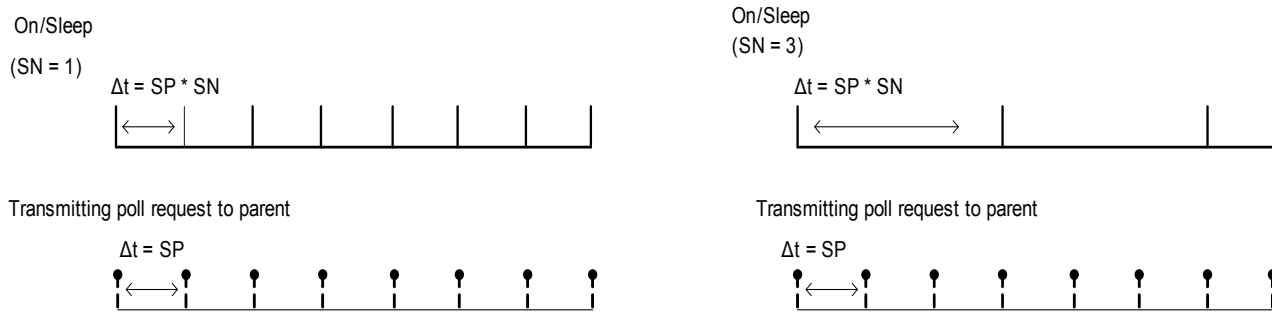 On/Sleep
(SN = 1)
Δt = SP * SN
Transmitting poll request to parent
Δt = SP
On/Sleep
(SN = 3)
Δt = SP * SN
Transmitting poll request to parent
Δt = SP